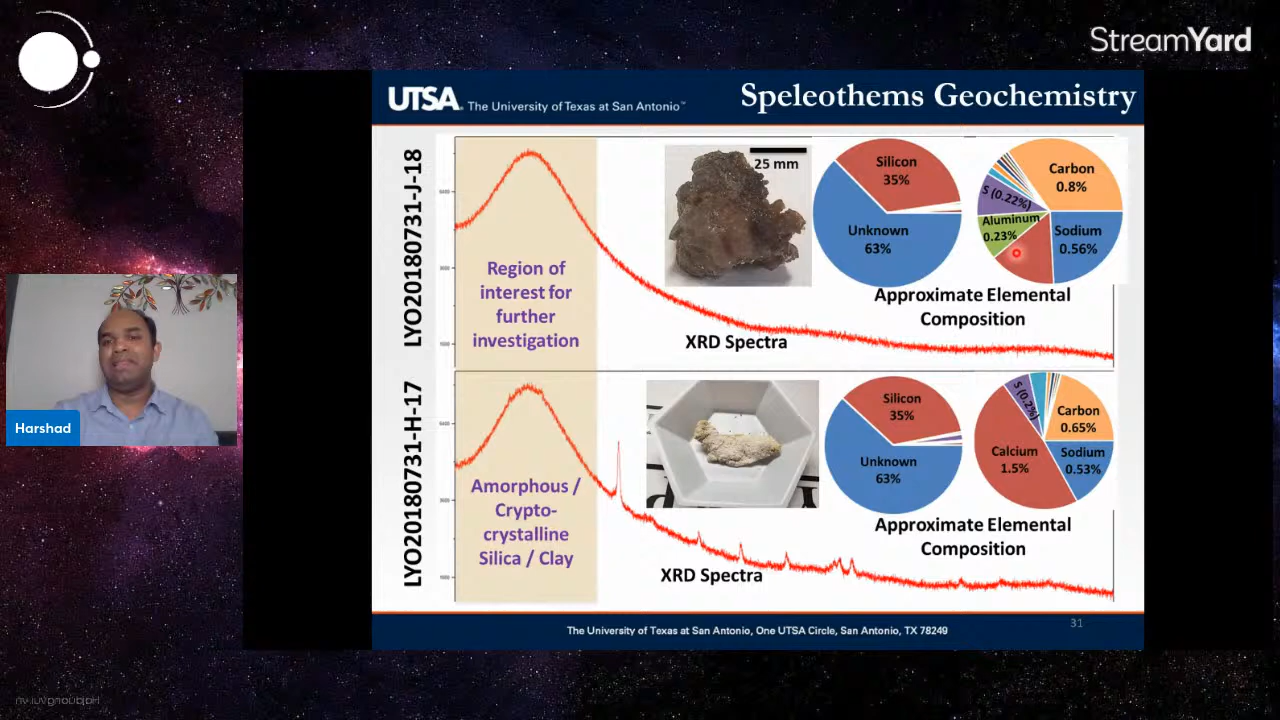 StreamYard
UTSA. The University of Texas at San Antonio™
Speleothems Geochemistry
LYO20180731-J-18
Region of
interest for
further
investigation
XRD Spectra
25 mm
Silicon
35%
Unknown
63%
Carbon
0.8%
S (0.22%)
Aluminum
0.23%
Sodium
0.56%
Approximate Elemental
Composition
LYO20180731-H-17
Amorphous /
Crypto-
crystalline
Silica / Clay
XRD Spectra
Silicon
35%
Unknown
63%
S (0.2%)
Carbon
0.65%
Calcium
1.5%
Sodium
0.53%
Approximate Elemental
Composition
Harshad
The University of Texas at San Antonio, One UTSA Circle, San Antonio, TX 78249
31